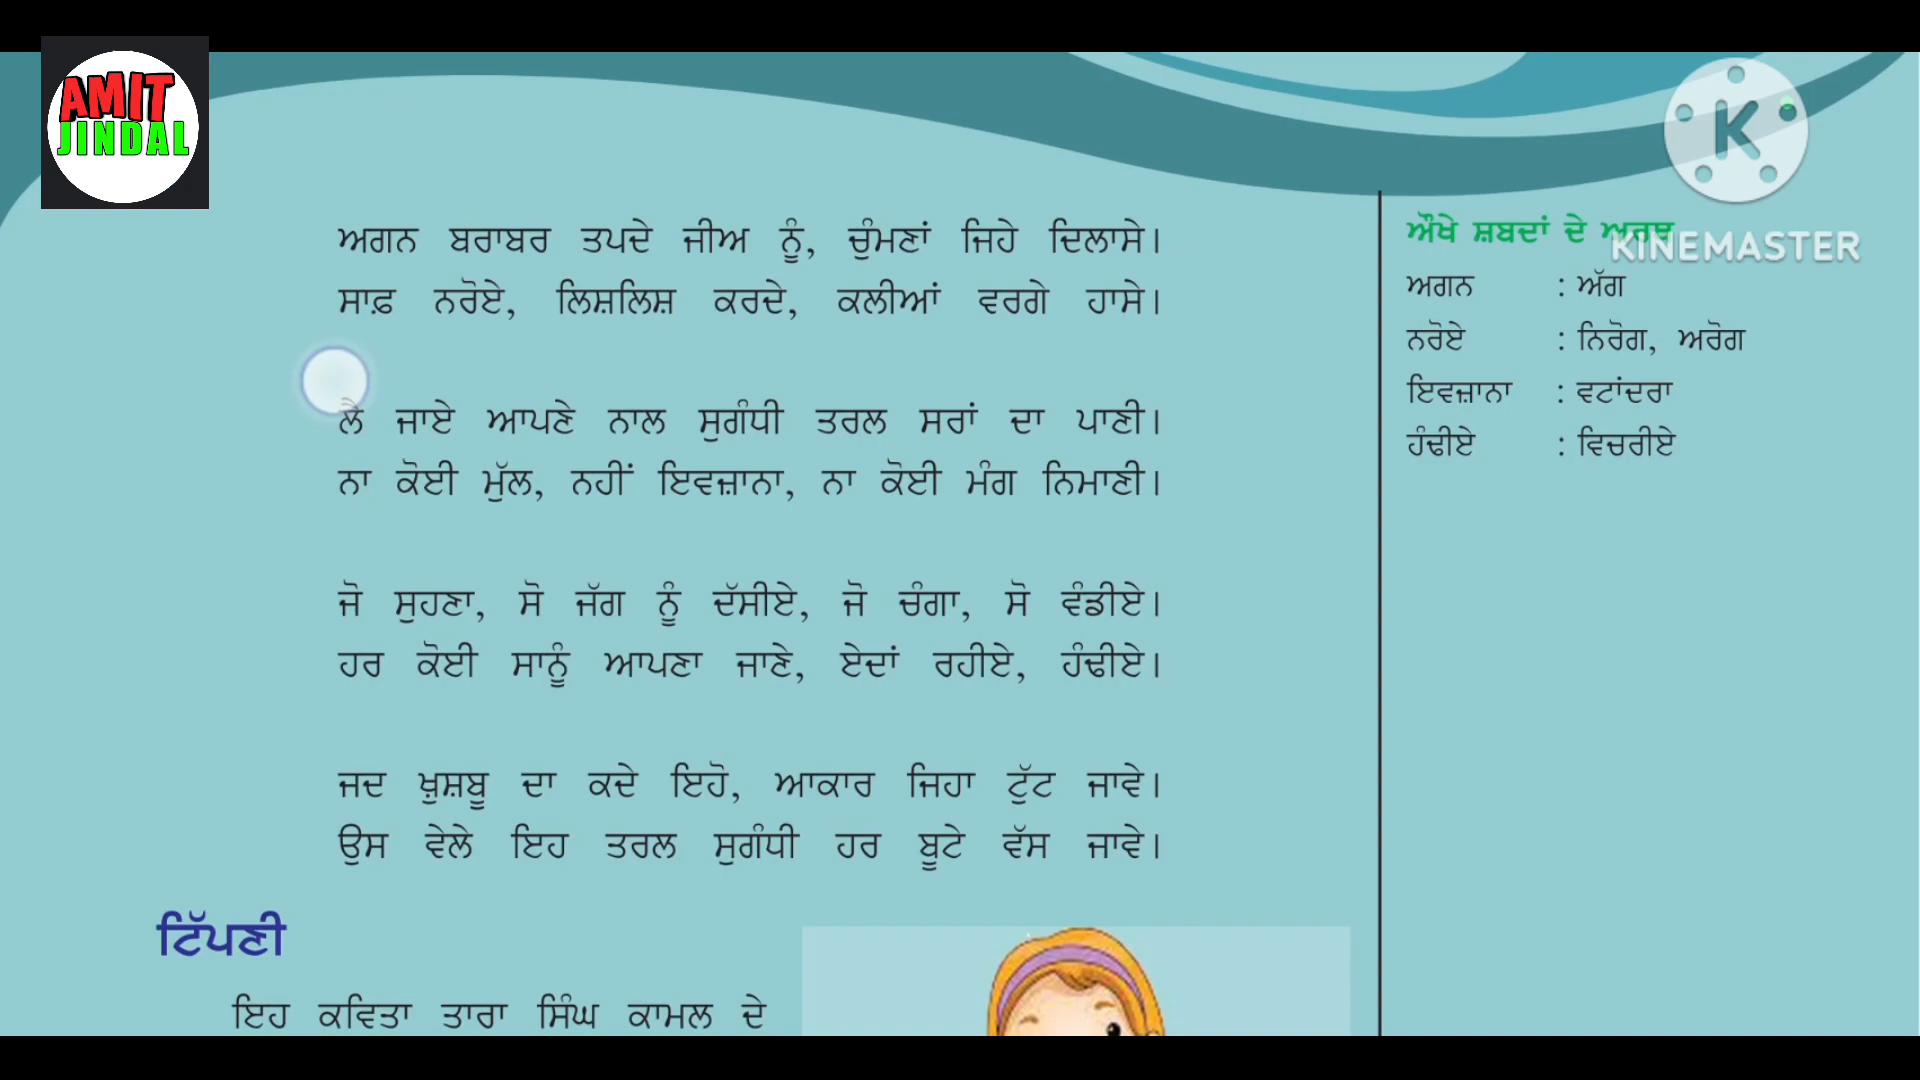 AMIT
JINDAL
ਅਗਨ ਬਰਾਬਰ ਤਪਦੇ ਜੀਅ ਨੂੰ, ਚੁੰਮਣਾਂ ਜਿਹੇ ਦਿਲਾਸੇ।
ਸਾਫ਼ ਨਰੋਏ, ਲਿਸ਼ਲਿਸ਼ ਕਰਦੇ, ਕਲੀਆਂ ਵਰਗੇ ਹਾਸੇ।
ਲੈ ਜਾਏ ਆਪਣੇ ਨਾਲ ਸੁਗੰਧੀ ਤਰਲ ਸਰਾਂ ਦਾ ਪਾਣੀ।
ਨਾ ਕੋਈ ਮੁੱਲ, ਨਹੀਂ ਇਵਜ਼ਾਨਾ, ਨਾ ਕੋਈ ਮੰਗ ਨਿਮਾਣੀ।
ਜੋ ਸੁਹਣਾ, ਸੋ ਜੱਗ ਨੂੰ ਦੱਸੀਏ, ਜੋ ਚੰਗਾ, ਸੋ ਵੰਡੀਏ।
ਹਰ ਕੋਈ ਸਾਨੂੰ ਆਪਣਾ ਜਾਣੇ, ਏਦਾਂ ਰਹੀਏ, ਹੰਢੀਏ।
ਜਦ ਖ਼ੁਸ਼ਬੂ ਦਾ ਕਦੇ ਇਹੋ, ਆਕਾਰ ਜਿਹਾ ਟੁੱਟ ਜਾਵੇ।
ਉਸ ਵੇਲੇ ਇਹ ਤਰਲ ਸੁਗੰਧੀ ਹਰ ਬੂਟੇ ਵੱਸ ਜਾਵੇ।
ਟਿੱਪਣੀ
ਇਹ ਕਵਿਤਾ ਤਾਰਾ ਸਿੰਘ ਕਾਮਲ ਦੇ
ਔਖੇ ਸ਼ਬਦਾਂ ਦੇ ਅਰਥ
KINEMASTER
ਅਗਨ : ਅੱਗ
ਨਰੋਏ : ਨਿਰੋਗ, ਅਰੋਗ
ਇਵਜ਼ਾਨਾ : ਵਟਾਂਦਰਾ
ਹੰਢੀਏ : ਵਿਚਰੀਏ